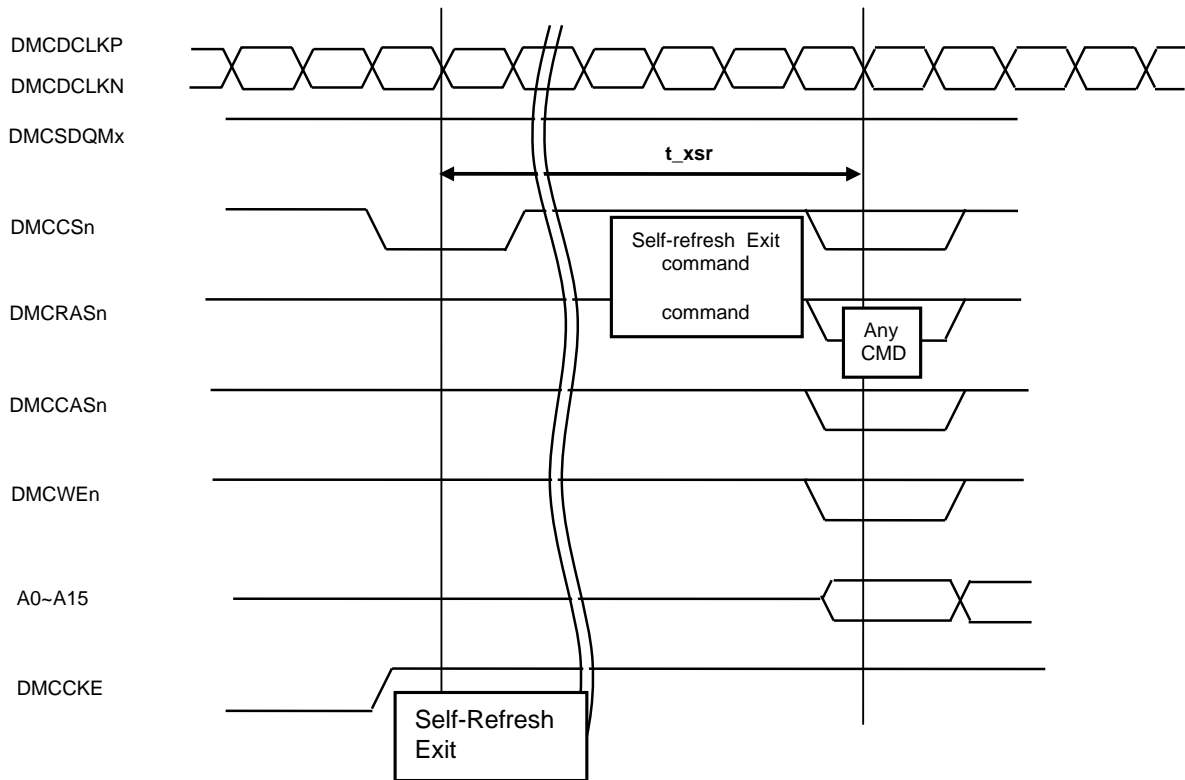 DMCDCLKP
DMCDCLKN
DMCSDQMx
t_xsr
DMCCSn
Self-refresh Exit
command
command
DMCRASn
Any
CMD
DMCCASn
DMCWEn
A0~A15
DMCCKE
Self-Refresh
Exit